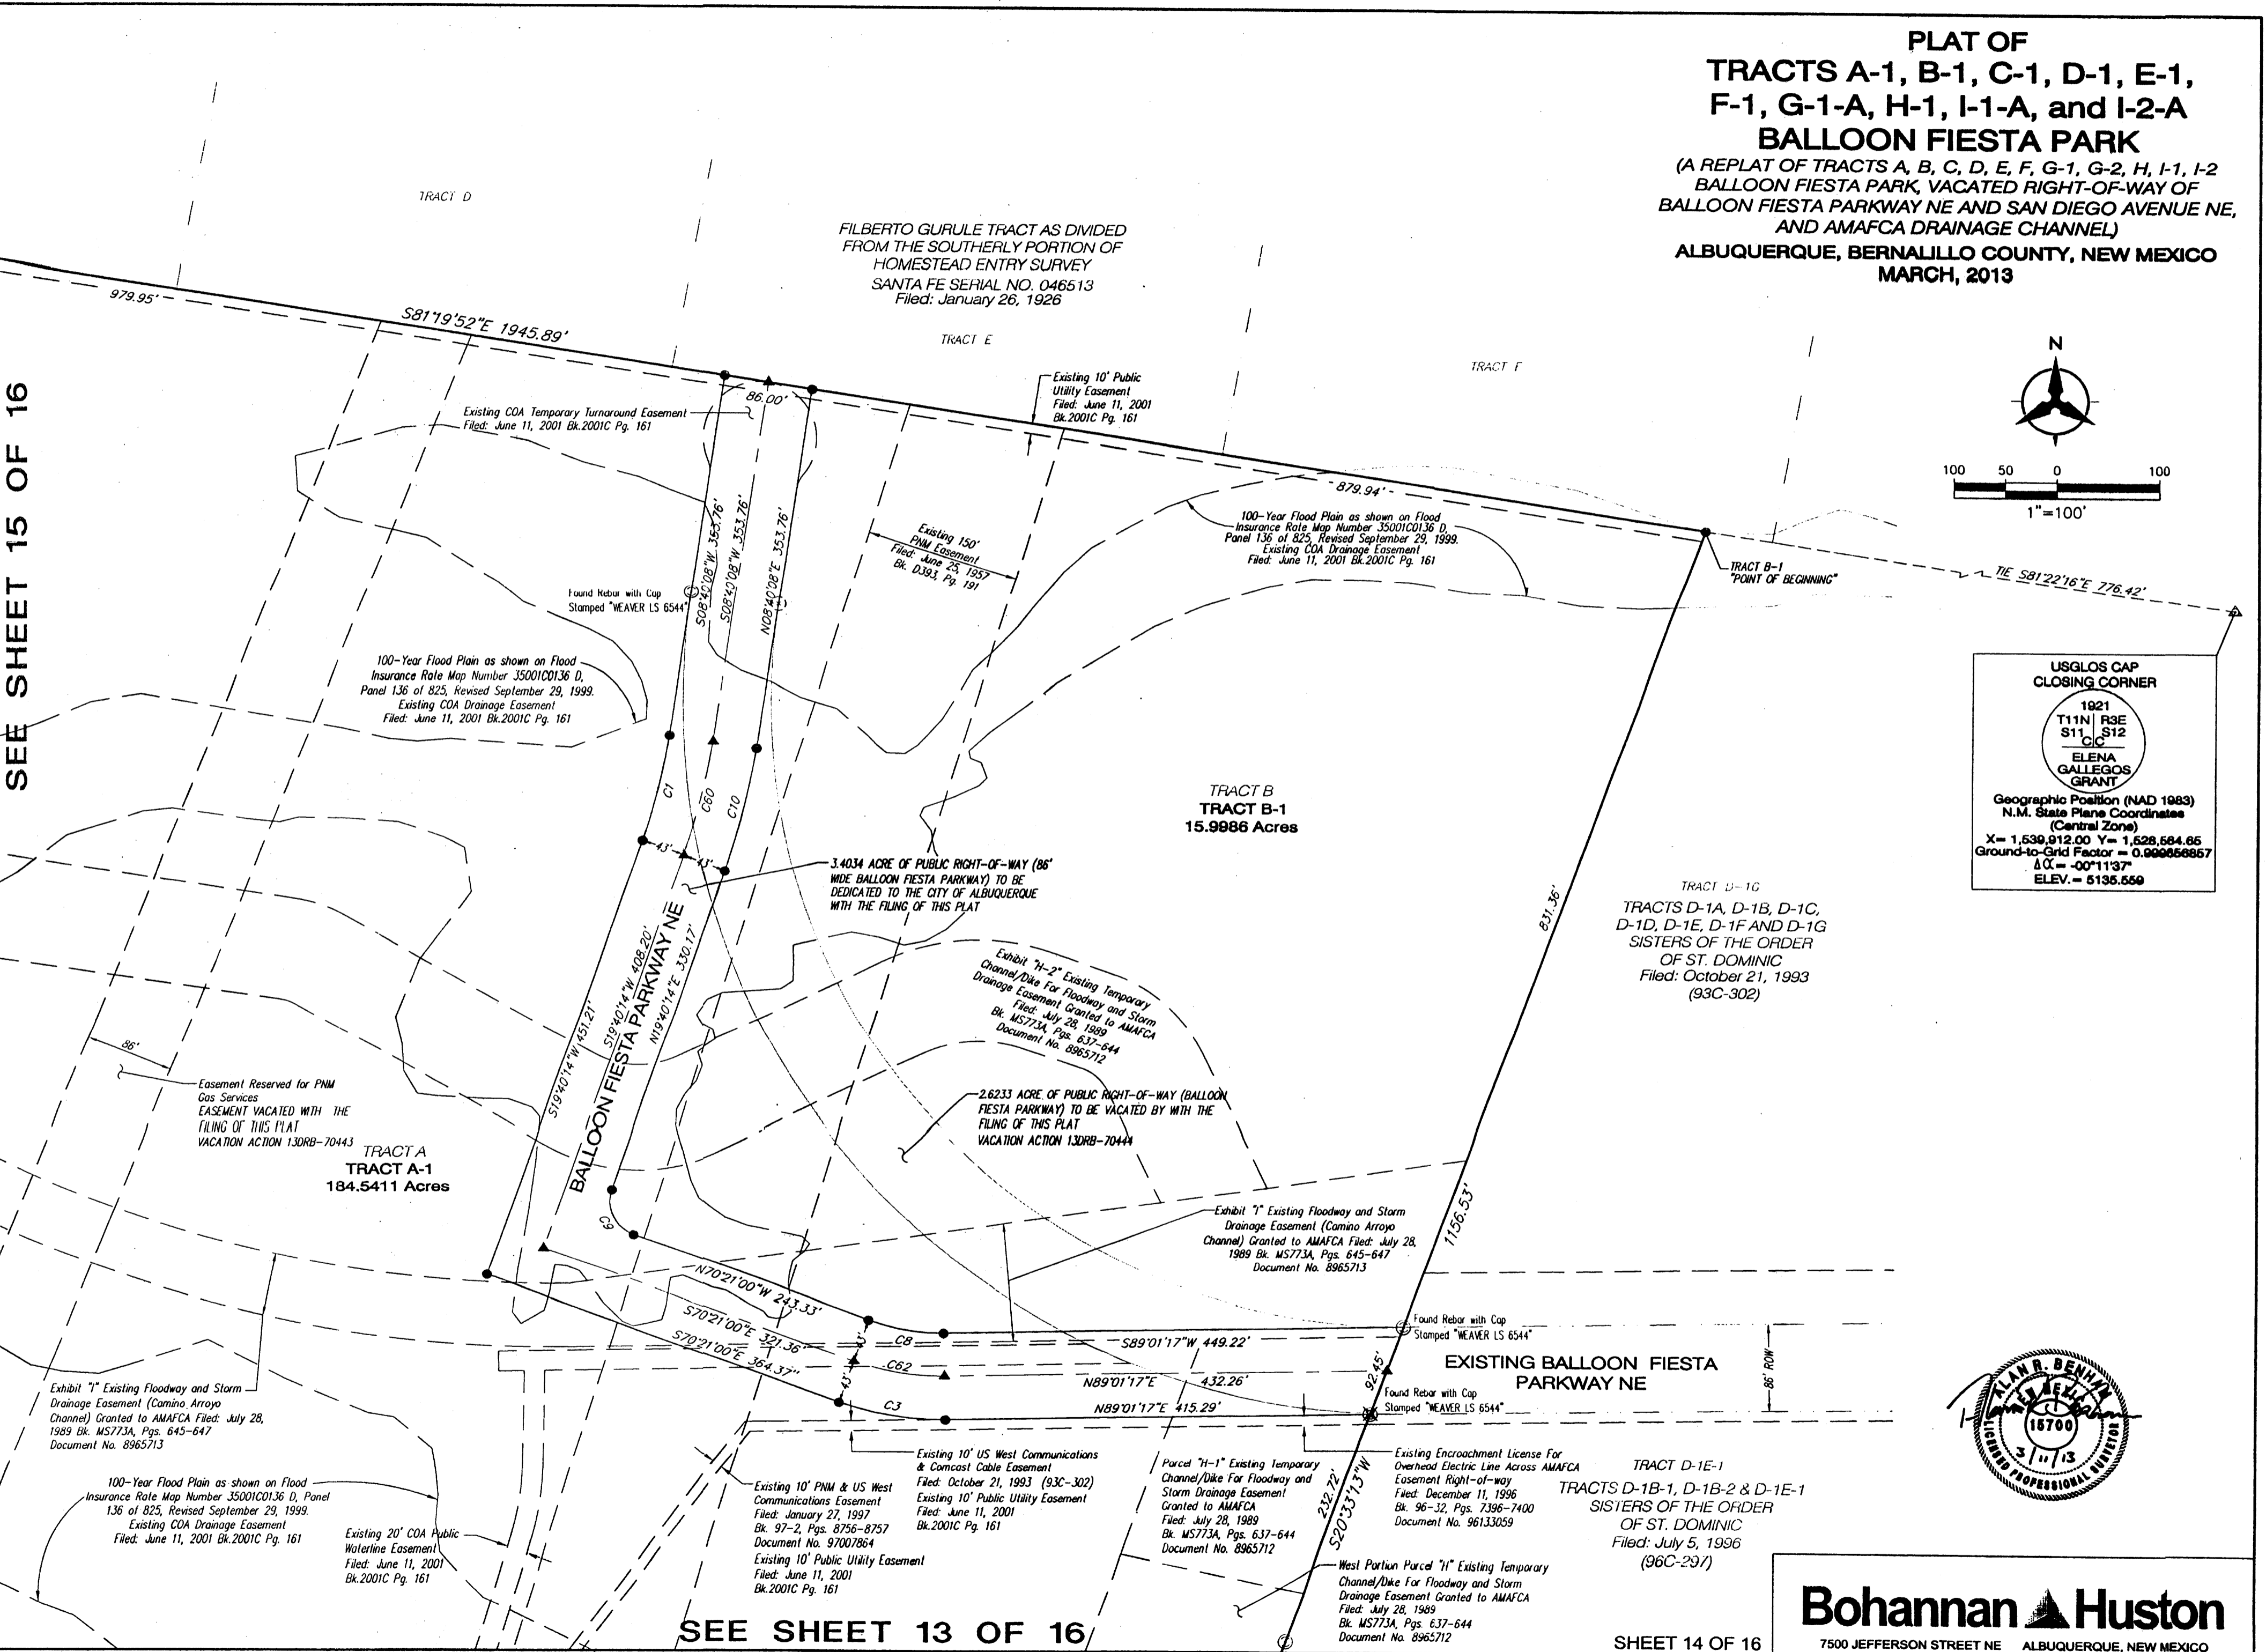 PLAT OF
TRACTS A-1, B-1, C-1, D-1, E-1,
F-1, G-1-A, H-1, I-1-A, and I-2-A
BALLOON FIESTA PARK
(A REPLAT OF TRACTS A, B, C, D, E, F, G-1, G-2, H, I-1, I-2
BALLOON FIESTA PARK, VACATED RIGHT-OF-WAY OF
BALLOON FIESTA PARKWAY NE AND SAN DIEGO AVENUE NE,
AND AMAFCA DRAINAGE CHANNEL)
ALBUQUERQUE, BERNALILLO COUNTY, NEW MEXICO
MARCH, 2013
N
100 50 0 100
1"=100'
SEE SHEET 15 OF 16
TRACT D
FILBERTO GURULE TRACT AS DIVIDED
FROM THE SOUTHERLY PORTION OF
HOMESTEAD ENTRY SURVEY
SANTA FE SERIAL NO. 046513
Filed: January 26, 1926
TRACT E
TRACT F
979.95'
S81°19'52"E 1945.89'
86.00'
879.94'
Existing COA Temporary Turnaround Easement
Filed: June 11, 2001 Bk.2001C Pg. 161
Existing 10' Public
Utility Easement
Filed: June 11, 2001
Bk.2001C Pg. 161
100-Year Flood Plain as shown on Flood
Insurance Rate Map Number 35001C0136 D,
Panel 136 of 825, Revised September 29, 1999.
Existing COA Drainage Easement
Filed: June 11, 2001 Bk.2001C Pg. 161
Existing 150'
PNM Easement
Filed: June 25, 1957
Bk. D393, Pg. 191
TRACT B-1
"POINT OF BEGINNING"
TIE S81°22'16"E 776.42'
S08°40'08"W 353.76'
S08°40'08"W 353.76'
N08°40'08"E 353.76'
Found Rebar with Cap
Stamped "WEAVER LS 6544"
100-Year Flood Plain as shown on Flood
Insurance Rate Map Number 35001C0136 D,
Panel 136 of 825, Revised September 29, 1999.
Existing COA Drainage Easement
Filed: June 11, 2001 Bk.2001C Pg. 161
USGLOS CAP
CLOSING CORNER
1921
T11N R3E
S11 S12
CC
ELENA
GALLEGOS
GRANT
Geographic Position (NAD 1983)
N.M. State Plane Coordinates
(Central Zone)
X= 1,539,912.00 Y= 1,528,564.65
Ground-to-Grid Factor = 0.999656857
Δα= -00°11'37"
ELEV.= 5135.559
C1
C60
C10
43' 43'
TRACT B
TRACT B-1
15.9986 Acres
3.4034 ACRE OF PUBLIC RIGHT-OF-WAY (86'
WIDE BALLOON FIESTA PARKWAY) TO BE
DEDICATED TO THE CITY OF ALBUQUERQUE
WITH THE FILING OF THIS PLAT
831.36'
TRACT D-1G
TRACTS D-1A, D-1B, D-1C,
D-1D, D-1E, D-1F AND D-1G
SISTERS OF THE ORDER
OF ST. DOMINIC
Filed: October 21, 1993
(93C-302)
S19°40'14"W 451.21'
S19°40'14"W 408.20'
BALLOON FIESTA PARKWAY NE
N19°40'14"E 330.17'
Exhibit "H-2" Existing Temporary
Channel/Dike For Floodway and Storm
Drainage Easement Granted to AMAFCA
Filed: July 28, 1989
Bk. MS773A, Pgs. 637-644
Document No. 8965712
86'
Easement Reserved for PNM
Gas Services
EASEMENT VACATED WITH THE
FILING OF THIS PLAT
VACATION ACTION 13DRB-70443
TRACT A
TRACT A-1
184.5411 Acres
2.6233 ACRE OF PUBLIC RIGHT-OF-WAY (BALLOON
FIESTA PARKWAY) TO BE VACATED BY WITH THE
FILING OF THIS PLAT
VACATION ACTION 13DRB-70444
C9
Exhibit "I" Existing Floodway and Storm
Drainage Easement (Camino Arroyo
Channel) Granted to AMAFCA Filed: July 28,
1989 Bk. MS773A, Pgs. 645-647
Document No. 8965713
1156.53'
N70°21'00"W 243.33'
S70°21'00"E 321.36'
S70°21'00"E 364.37'
43'
43'
C8
C62
C3
S89°01'17"W 449.22'
N89°01'17"E 432.26'
N89°01'17"E 415.29'
92.45'
Found Rebar with Cap
Stamped "WEAVER LS 6544"
EXISTING BALLOON FIESTA
PARKWAY NE
Found Rebar with Cap
Stamped "WEAVER LS 6544"
86' ROW
ALAN R. BENHAM
NEW MEXICO
15700
3/11/13
LICENSED PROFESSIONAL SURVEYOR
Exhibit "I" Existing Floodway and Storm
Drainage Easement (Camino Arroyo
Channel) Granted to AMAFCA Filed: July 28,
1989 Bk. MS773A, Pgs. 645-647
Document No. 8965713
100-Year Flood Plain as shown on Flood
Insurance Rate Map Number 35001C0136 D, Panel
136 of 825, Revised September 29, 1999.
Existing COA Drainage Easement
Filed: June 11, 2001 Bk.2001C Pg. 161
Existing 20' COA Public
Waterline Easement
Filed: June 11, 2001
Bk.2001C Pg. 161
Existing 10' PNM & US West
Communications Easement
Filed: January 27, 1997
Bk. 97-2, Pgs. 8756-8757
Document No. 97007864
Existing 10' Public Utility Easement
Filed: June 11, 2001
Bk.2001C Pg. 161
Existing 10' US West Communications
& Comcast Cable Easement
Filed: October 21, 1993 (93C-302)
Existing 10' Public Utility Easement
Filed: June 11, 2001
Bk.2001C Pg. 161
Parcel "H-1" Existing Temporary
Channel/Dike For Floodway and
Storm Drainage Easement
Granted to AMAFCA
Filed: July 28, 1989
Bk. MS773A, Pgs. 637-644
Document No. 8965712
232.72'
S20°33'13"W
Existing Encroachment License For
Overhead Electric Line Across AMAFCA
Easement Right-of-way
Filed: December 11, 1996
Bk. 96-32, Pgs. 7396-7400
Document No. 96133059
TRACT D-1E-1
TRACTS D-1B-1, D-1B-2 & D-1E-1
SISTERS OF THE ORDER
OF ST. DOMINIC
Filed: July 5, 1996
(96C-297)
West Portion Parcel "H" Existing Temporary
Channel/Dike For Floodway and Storm
Drainage Easement Granted to AMAFCA
Filed: July 28, 1989
Bk. MS773A, Pgs. 637-644
Document No. 8965712
SEE SHEET 13 OF 16
SHEET 14 OF 16
Bohannan Huston
7500 JEFFERSON STREET NE ALBUQUERQUE, NEW MEXICO